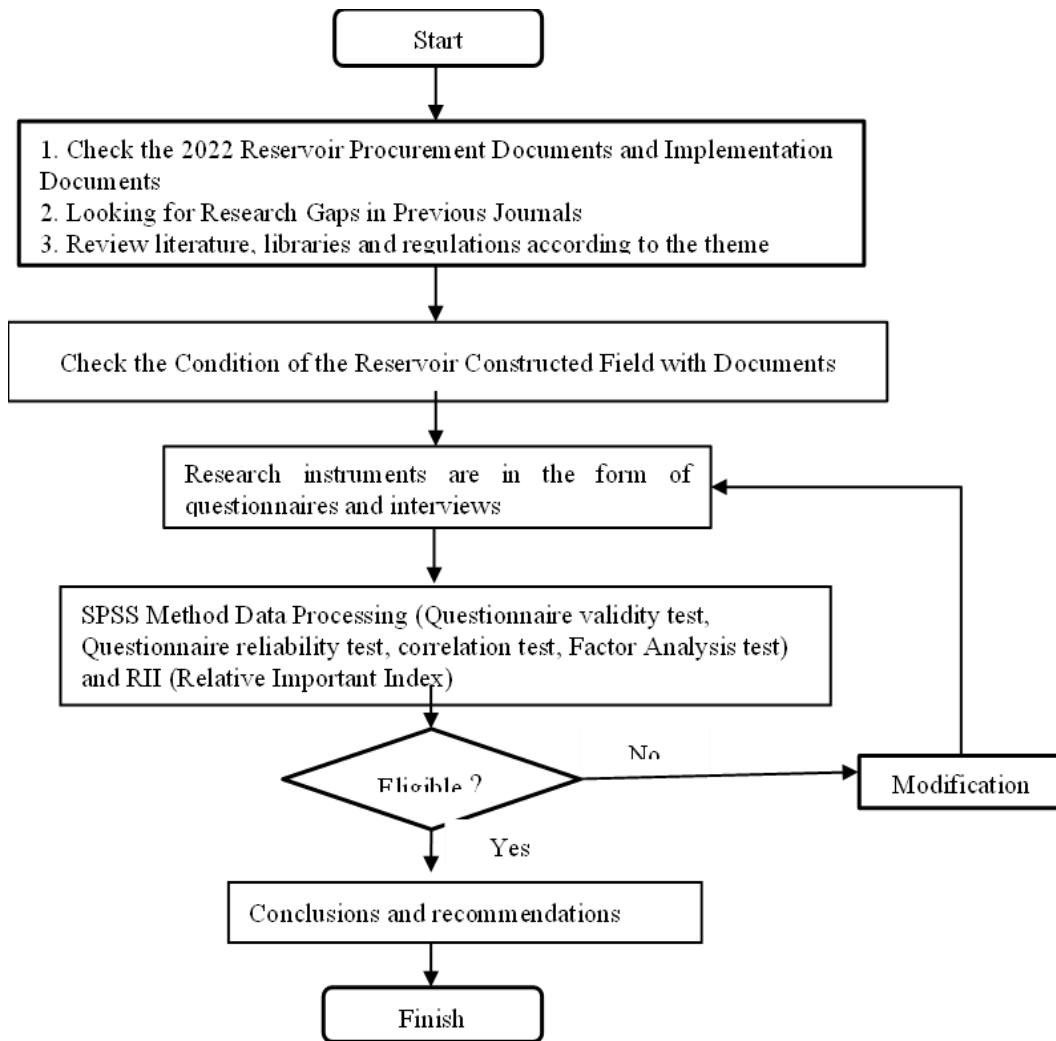 Start
1. Check the 2022 Reservoir Procurement Documents and Implementation
Documents
2. Looking for Research Gaps in Previous Journals
3. Review literature, libraries and regulations according to the theme
Check the Condition of the Reservoir Constructed Field with Documents
Research instruments are in the form of
questionnaires and interviews
SPSS Method Data Processing (Questionnaire validity test,
Questionnaire reliability test, correlation test, Factor Analysis test)
and RII (Relative Important Index)
Eligible ?
No
Modification
Yes
Conclusions and recommendations
Finish